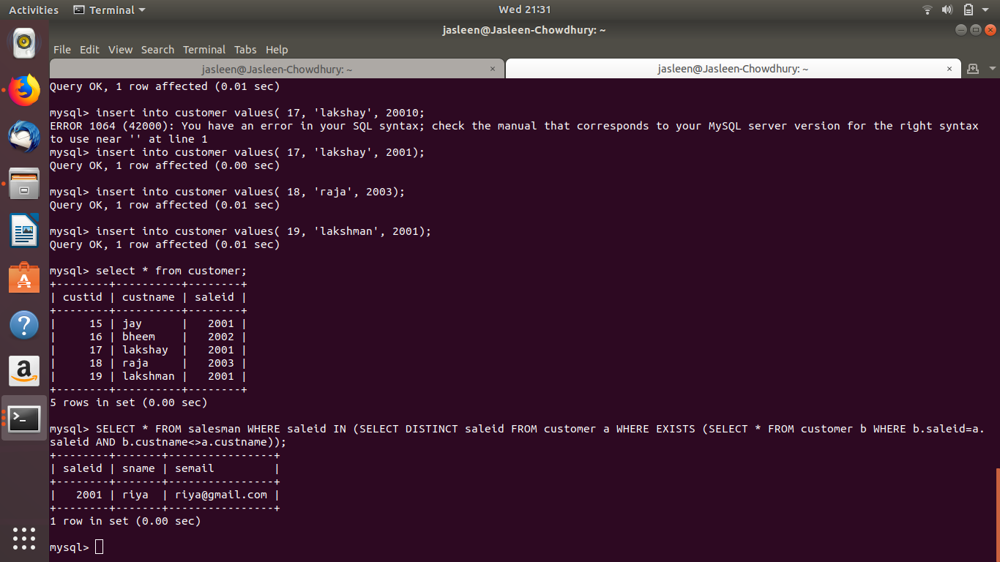 Activities Terminal Wed 21:31
jasleen@Jasleen-Chowdhury: ~
File Edit View Search Terminal Tabs Help
jasleen@Jasleen-Chowdhury: ~ × jasleen@Jasleen-Chowdhury: ~ ×
Query OK, 1 row affected (0.01 sec)
mysql> insert into customer values( 17, 'lakshay', 20010;
ERROR 1064 (42000): You have an error in your SQL syntax; check the manual that corresponds to your MySQL server version for the right syntax
to use near '' at line 1
mysql> insert into customer values( 17, 'lakshay', 2001);
Query OK, 1 row affected (0.00 sec)
mysql> insert into customer values( 18, 'raja', 2003);
Query OK, 1 row affected (0.01 sec)
mysql> insert into customer values( 19, 'lakshman', 2001);
Query OK, 1 row affected (0.01 sec)
mysql> select * from customer;
+--------+----------+--------+
| custid | custname | saleid |
+--------+----------+--------+
|     15 | jay      |   2001 |
|     16 | bheem    |   2002 |
|     17 | lakshay  |   2001 |
|     18 | raja     |   2003 |
|     19 | lakshman |   2001 |
+--------+----------+--------+
5 rows in set (0.00 sec)
mysql> SELECT * FROM salesman WHERE saleid IN (SELECT DISTINCT saleid FROM customer a WHERE EXISTS (SELECT * FROM customer b WHERE b.saleid=a.
saleid AND b.custname<>a.custname));
+--------+-------+----------------+
| saleid | sname | semail         |
+--------+-------+----------------+
|   2001 | riya  | riya@gmail.com |
+--------+-------+----------------+
1 row in set (0.00 sec)
mysql>